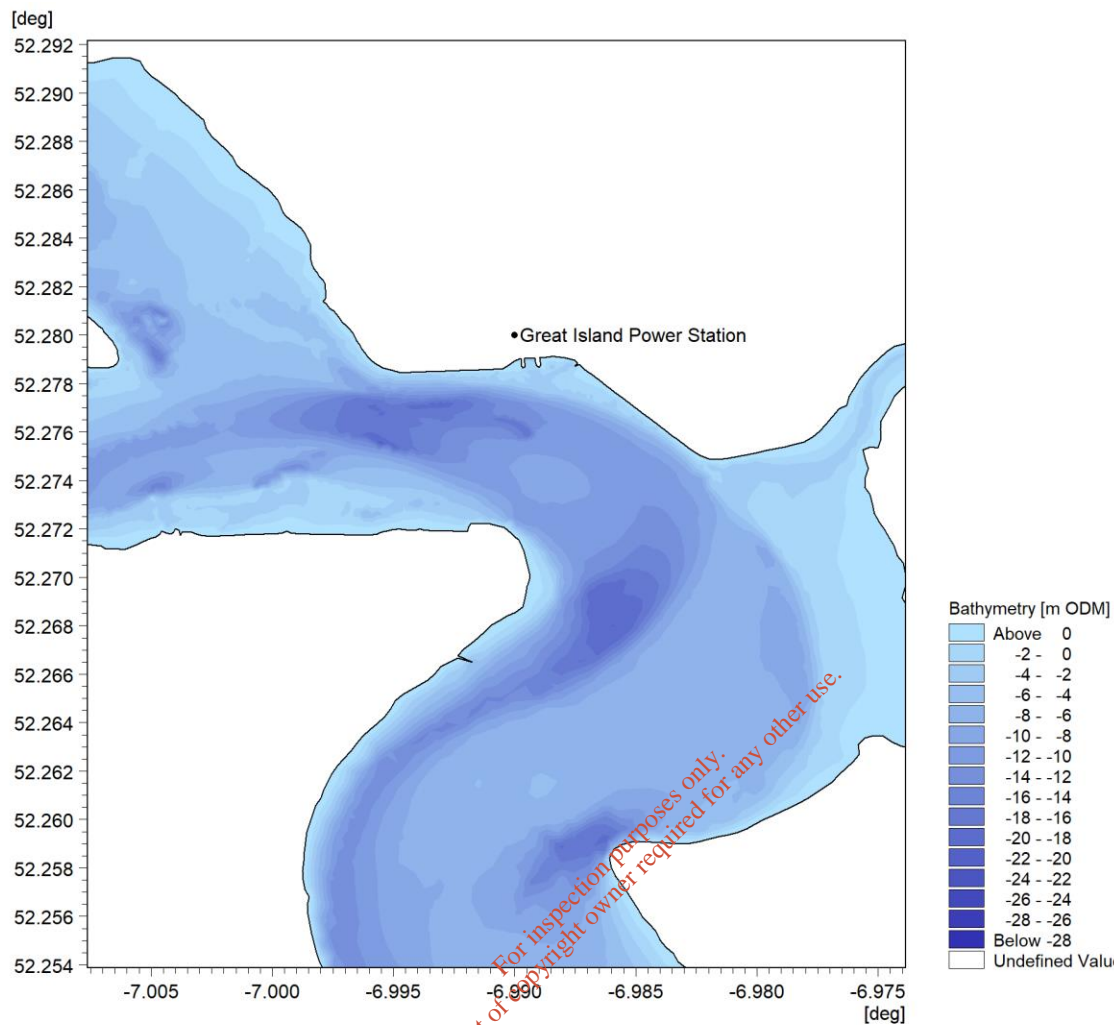 [deg]
52.292
52.290
52.288
52.286
52.284
52.282
52.280
52.278
52.276
52.274
52.272
52.270
52.268
52.266
52.264
52.262
52.260
52.258
52.256
52.254
Great Island Power Station
-7.005
-7.000
-6.995
-6.990
-6.985
-6.980
-6.975
[deg]
Bathymetry [m ODM]
Above 0
-2 - 0
-4 - -2
-6 - -4
-8 - -6
-10 - -8
-12 - -10
-14 - -12
-16 - -14
-18 - -16
-20 - -18
-22 - -20
-24 - -22
-26 - -24
-28 - -26
Below -28
Undefined Valu
For inspection purposes only.
t of copyright owner required for any other use.